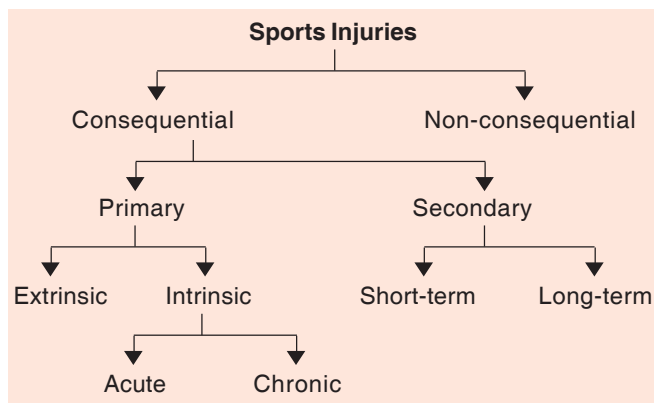 Sports Injuries
Consequential Non-consequential
Primary Secondary
Extrinsic Intrinsic Short-term Long-term
Acute Chronic